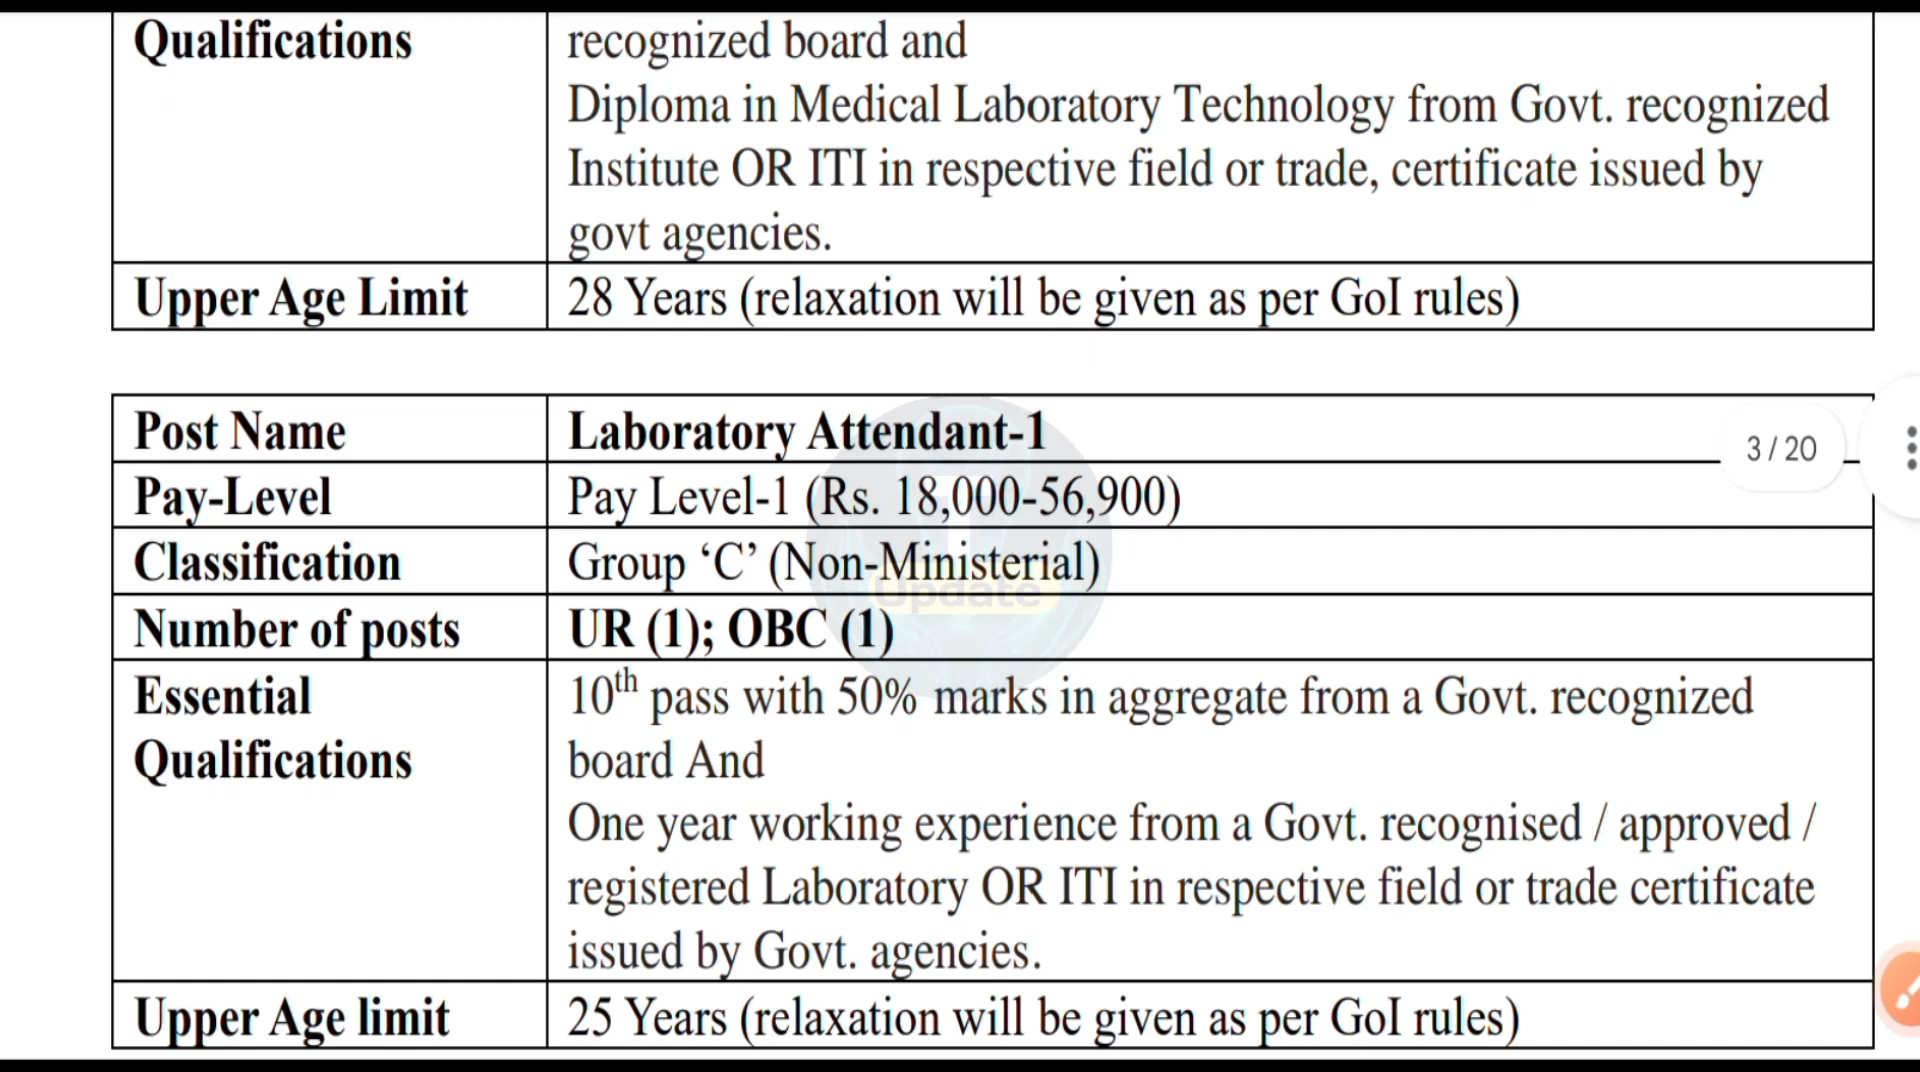 Qualifications recognized board and
Diploma in Medical Laboratory Technology from Govt. recognized
Institute OR ITI in respective field or trade, certificate issued by
govt agencies.
Upper Age Limit 28 Years (relaxation will be given as per GoI rules)
Post Name Laboratory Attendant-1
3 / 20
Pay-Level Pay Level-1 (Rs. 18,000-56,900)
Classification Group ‘C’ (Non-Ministerial)
Update
Number of posts UR (1); OBC (1)
Essential 10th pass with 50% marks in aggregate from a Govt. recognized
Qualifications board And
One year working experience from a Govt. recognised / approved /
registered Laboratory OR ITI in respective field or trade certificate
issued by Govt. agencies.
Upper Age limit 25 Years (relaxation will be given as per GoI rules)